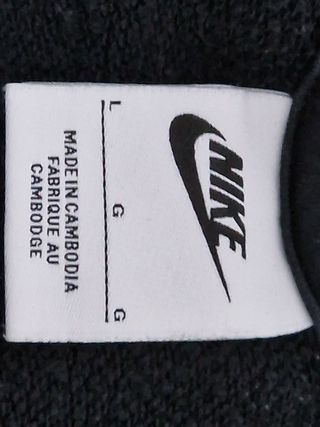 NIKE
L G G
MADE IN CAMBODIA
FABRIQUE AU
CAMBODGE